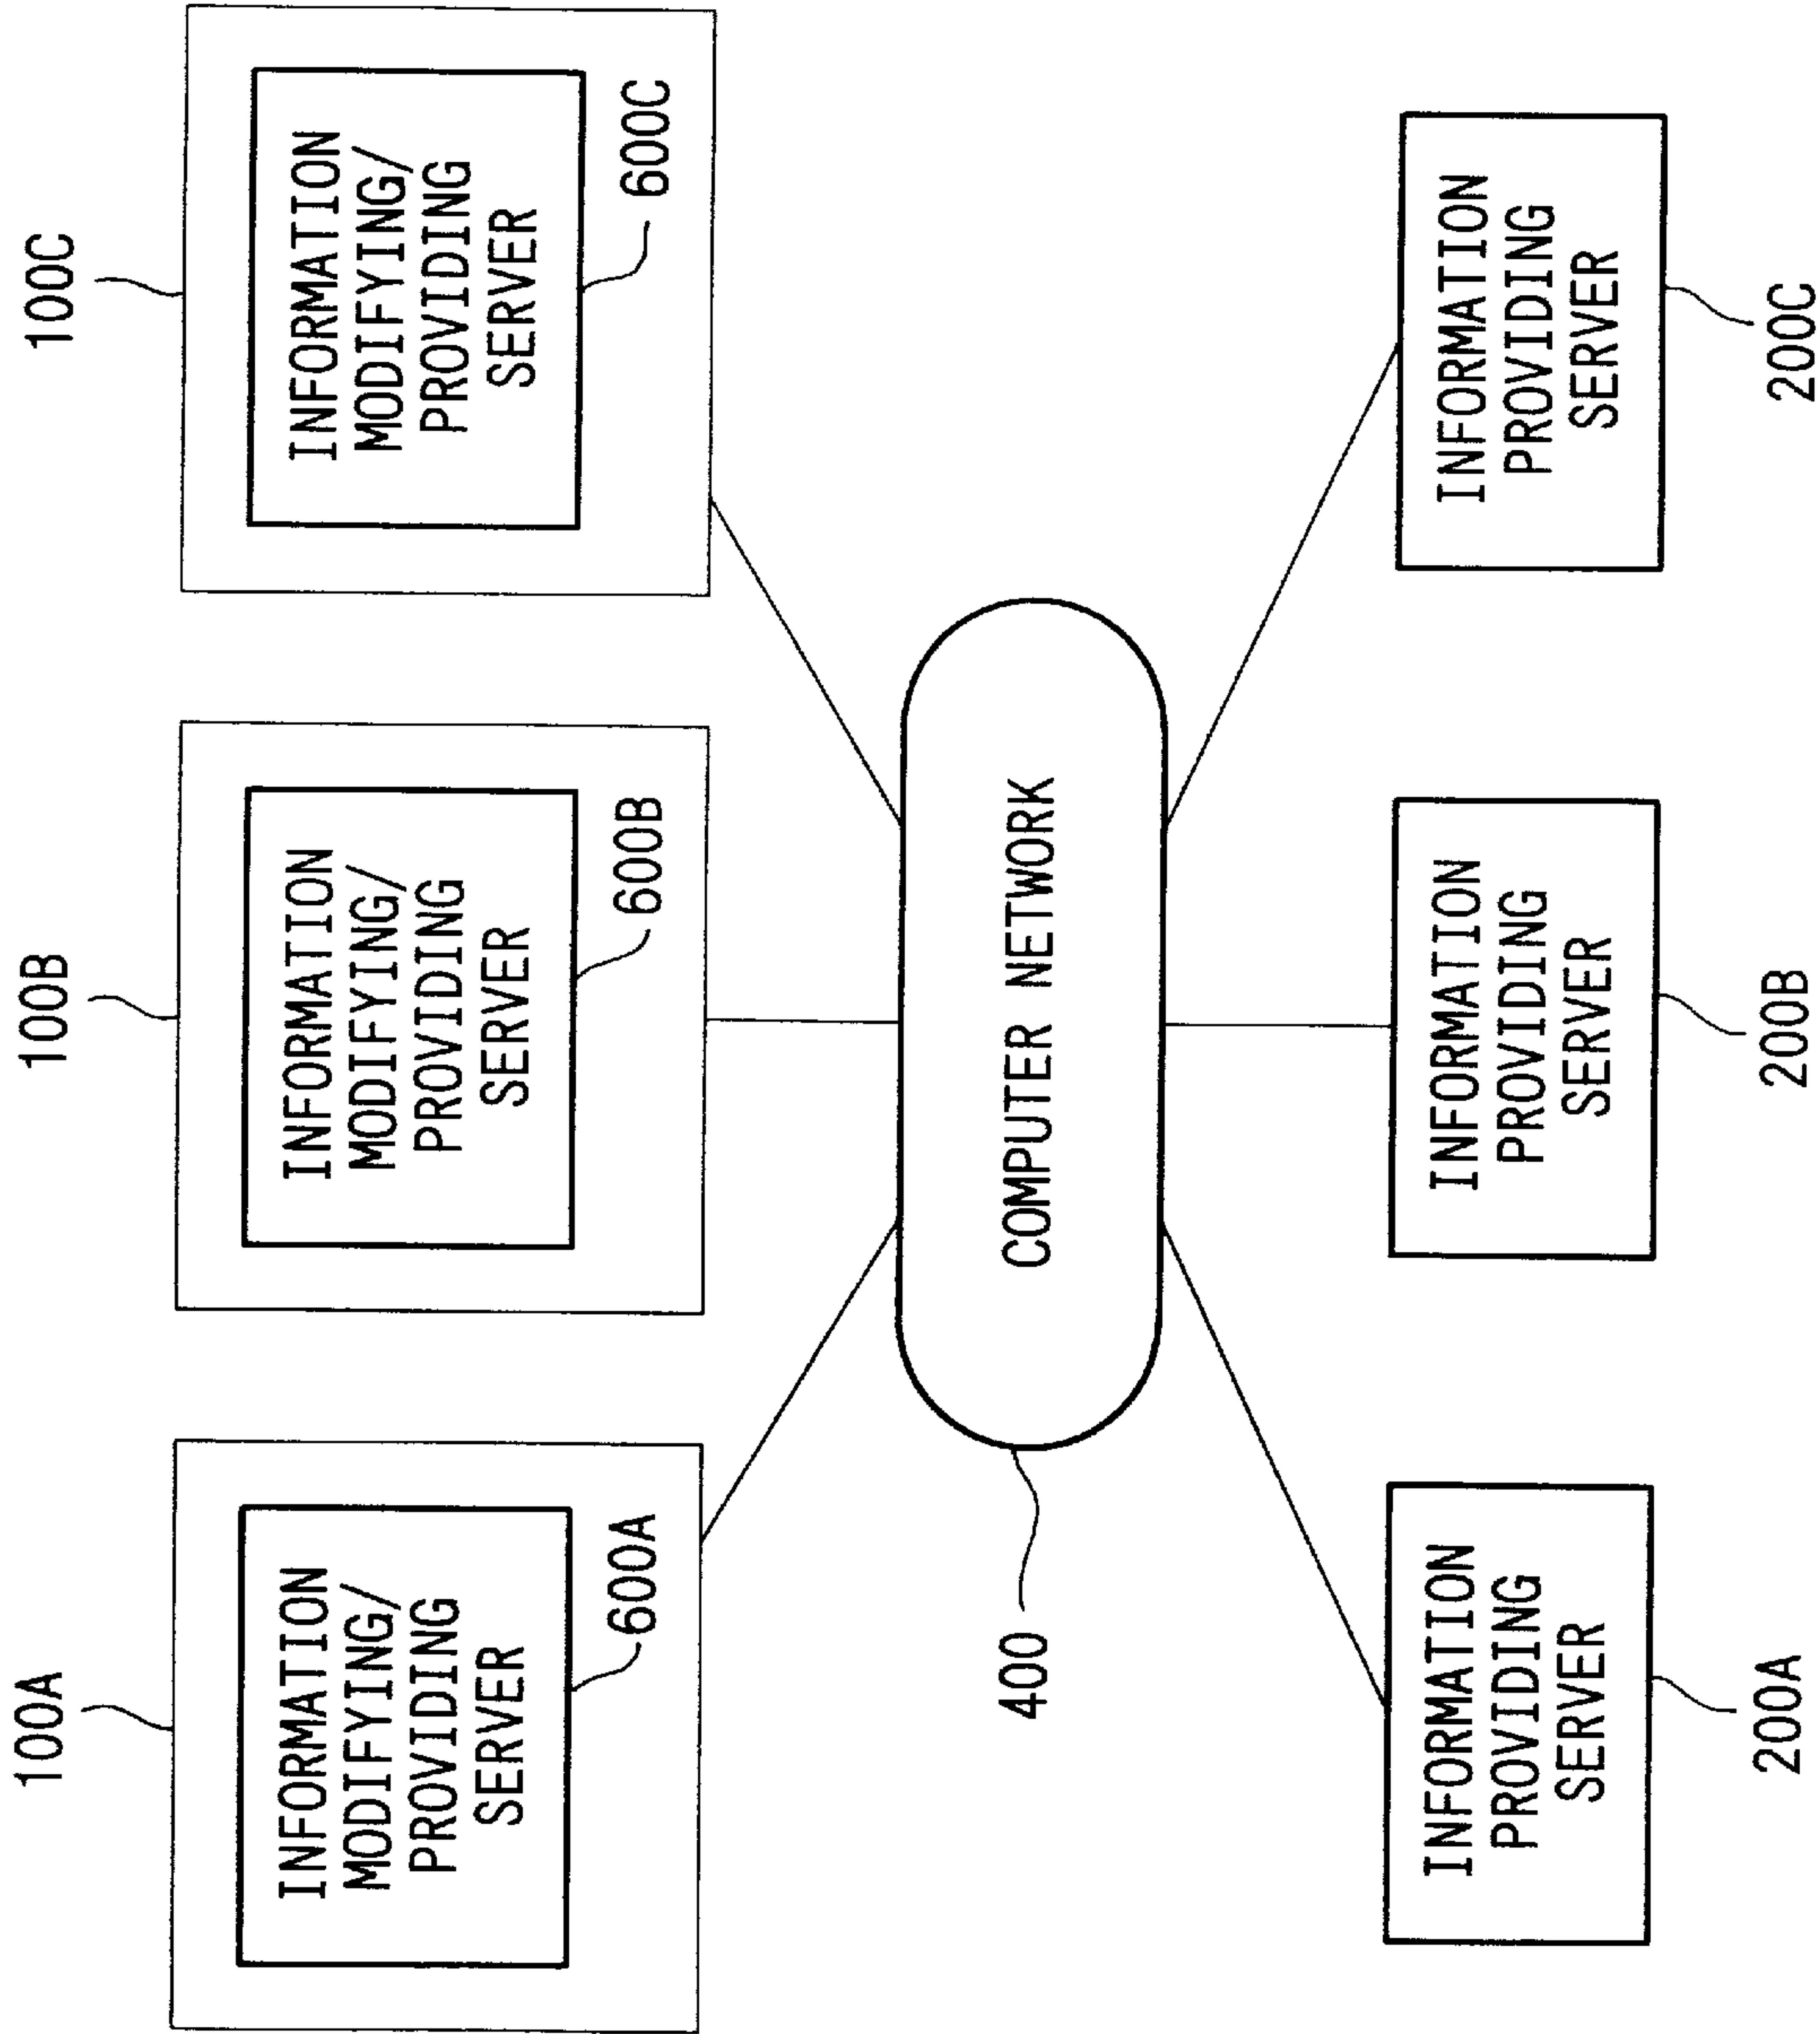 100A
100B
100C
INFORMATION
MODIFYING/
PROVIDING
SERVER
600A
INFORMATION
MODIFYING/
PROVIDING
SERVER
600B
INFORMATION
MODIFYING/
PROVIDING
SERVER
600C
COMPUTER NETWORK
400
INFORMATION
PROVIDING
SERVER
INFORMATION
PROVIDING
SERVER
INFORMATION
PROVIDING
SERVER
200A
200B
200C